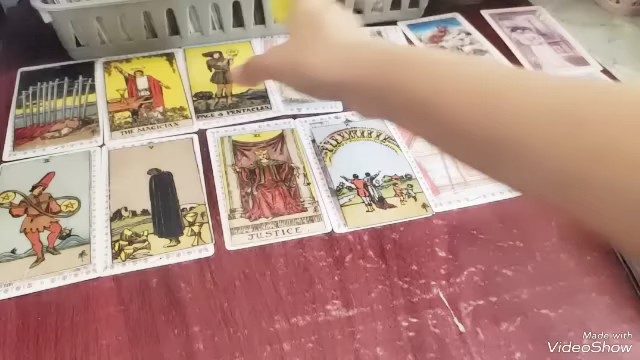 THE MAGICIAN
PAGE of PENTACLES
JUSTICE
Made with
VideoShow